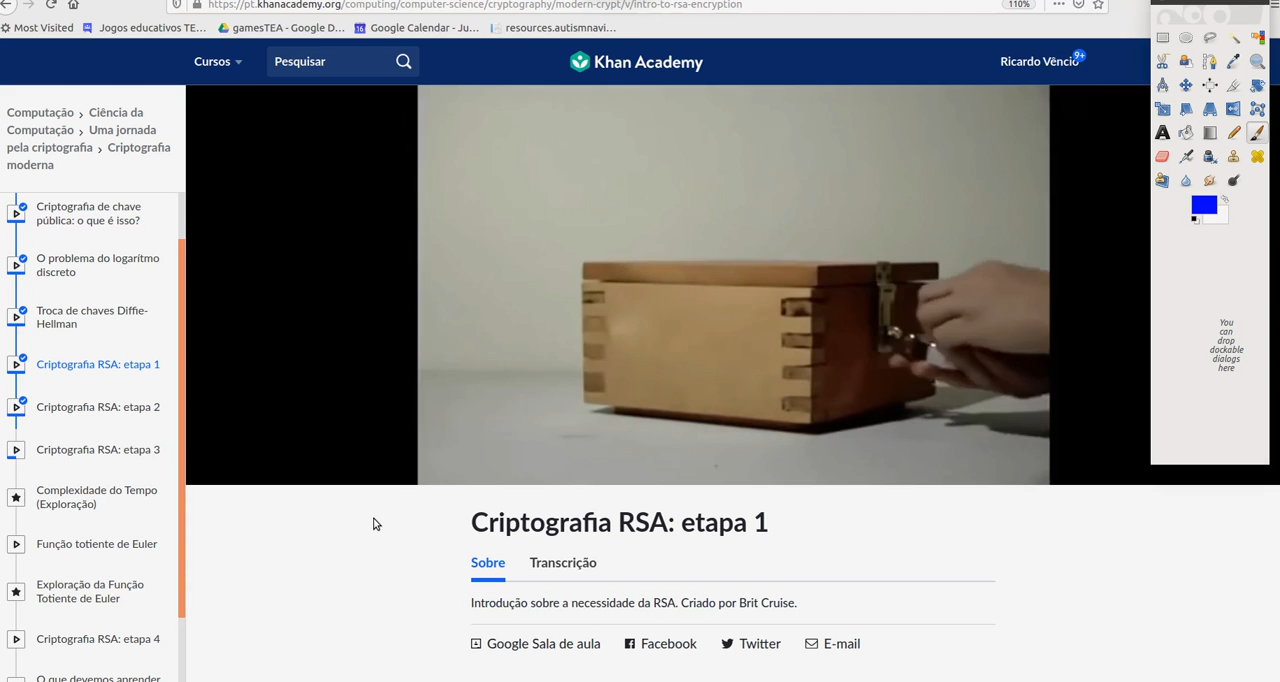 https://pt.khanacademy.org/computing/computer-science/cryptography/modern-crypt/v/intro-to-rsa-encryption
110%
Most Visited
Jogos educativos TE...
gamesTEA - Google D...
Google Calendar - Ju...
resources.autismnavi...
Cursos
Pesquisar
Khan Academy
Ricardo Vêncio
9+
Computação > Ciência da
Computação > Uma jornada
pela criptografia > Criptografia
moderna
Criptografia de chave
pública: o que é isso?
O problema do logarítmo
discreto
Troca de chaves Diffie-
Hellman
Criptografia RSA: etapa 1
Criptografia RSA: etapa 2
Criptografia RSA: etapa 3
Complexidade do Tempo
(Exploração)
Função totiente de Euler
Exploração da Função
Totiente de Euler
Criptografia RSA: etapa 4
O que devemos aprender
You
can
drop
dockable
dialogs
here
Criptografia RSA: etapa 1
Sobre
Transcrição
Introdução sobre a necessidade da RSA. Criado por Brit Cruise.
Google Sala de aula
Facebook
Twitter
E-mail